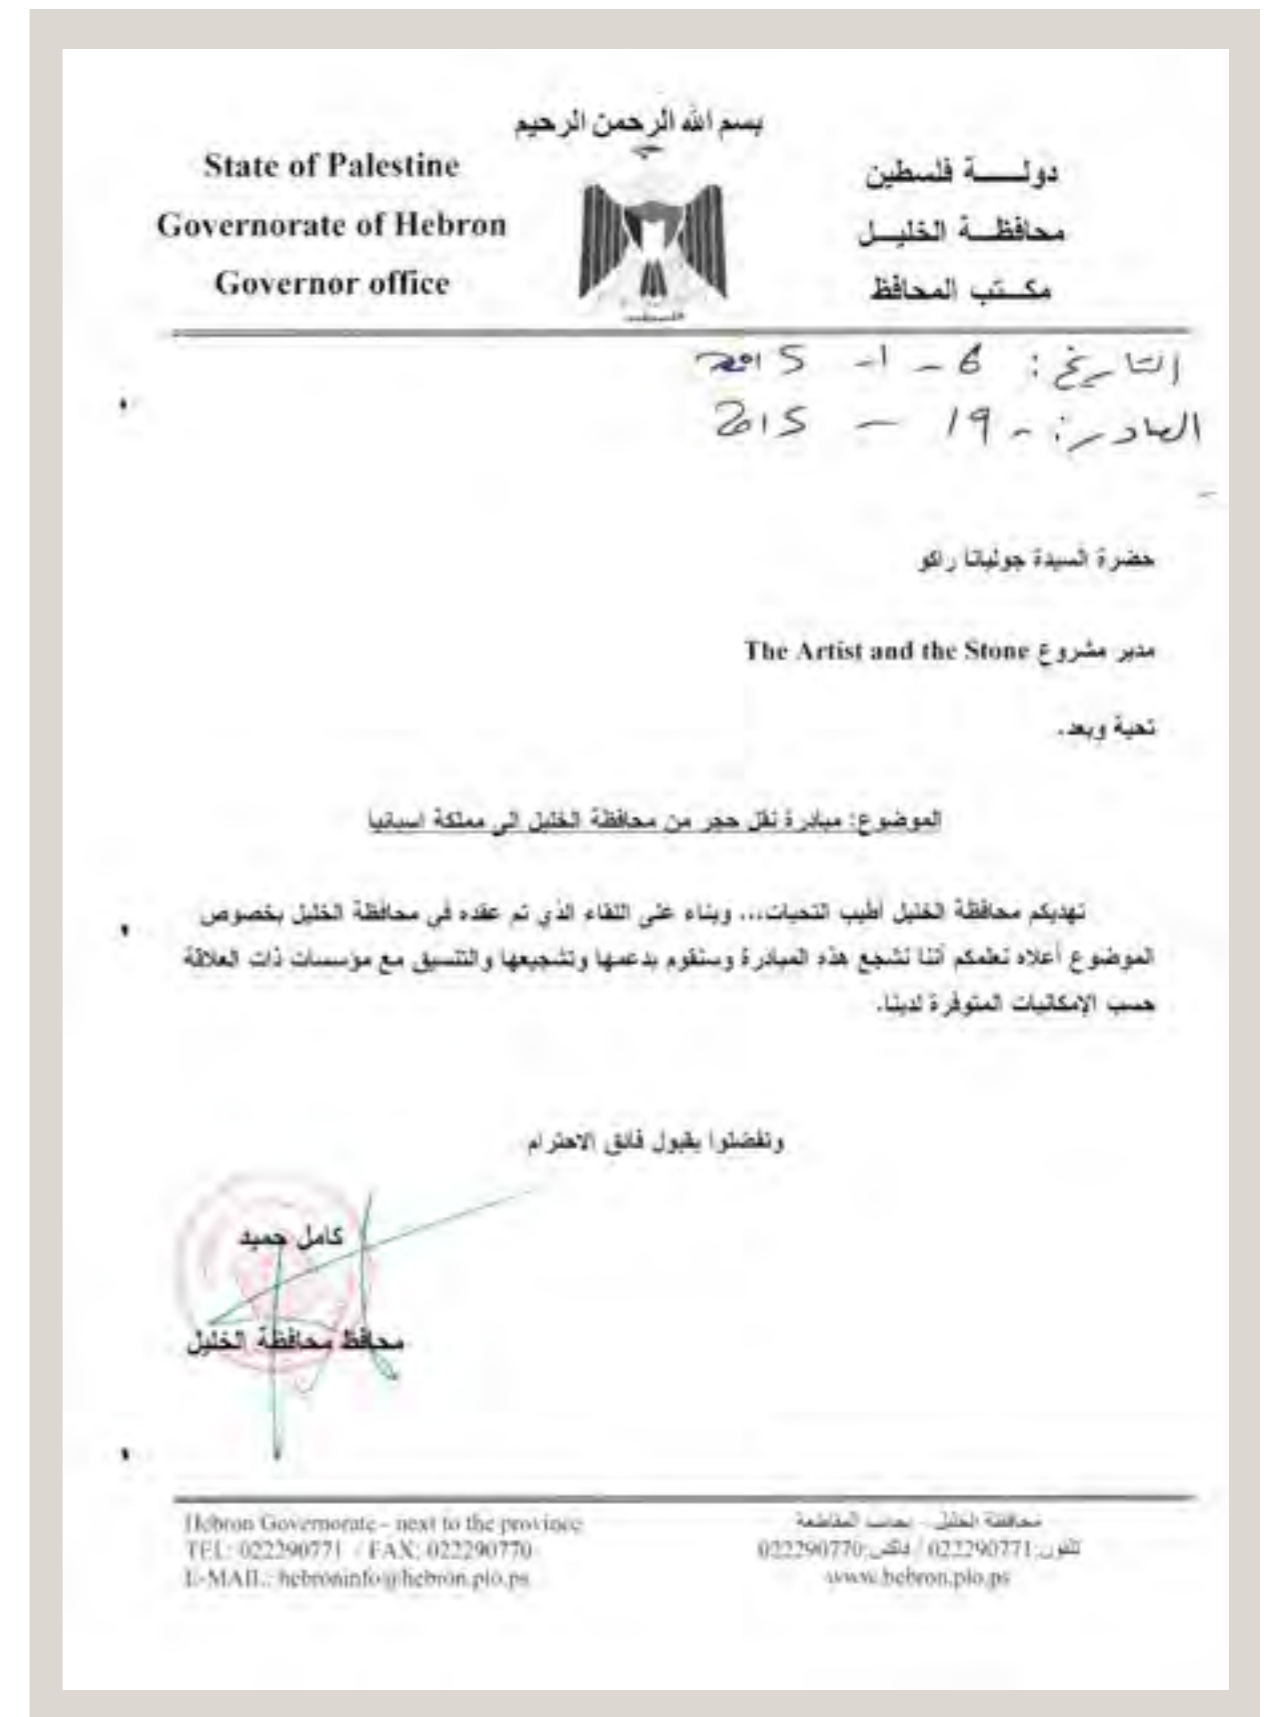 بسم الله الرحمن الرحيم
State of Palestine
Governorate of Hebron
Governor office
دولـــــة فلسطين
محافظـــة الخليـــل
مكـــتب المحافظ
فلسطين
التاريخ: 6 - 1 - 2015
الصادر: - 19 - 2015
حضرة السيدة جوليانا راكو
مدير مشروع The Artist and the Stone
تحية وبعد،
الموضوع: مبادرة نقل حجر من محافظة الخليل الى مملكة اسبانيا
تهديكم محافظة الخليل أطيب التحيات... وبناء على اللقاء الذي تم عقده في محافظة الخليل بخصوص
الموضوع أعلاه نعلمكم أننا نشجع هذه المبادرة وسنقوم بدعمها وتشجيعها والتنسيق مع مؤسسات ذات العلاقة
حسب الإمكانيات المتوفرة لدينا.
وتفضلوا بقبول فائق الاحترام
كامل حميد
محافظ محافظة الخليل
Hebron Governorate - next to the province
TEL: 022290771 / FAX: 022290770
E-MAIL: hebroninfo@hebron.plo.ps
محافظة الخليل - بجانب المقاطعة
تلفون:022290771 / فاكس:022290770
www.hebron.plo.ps